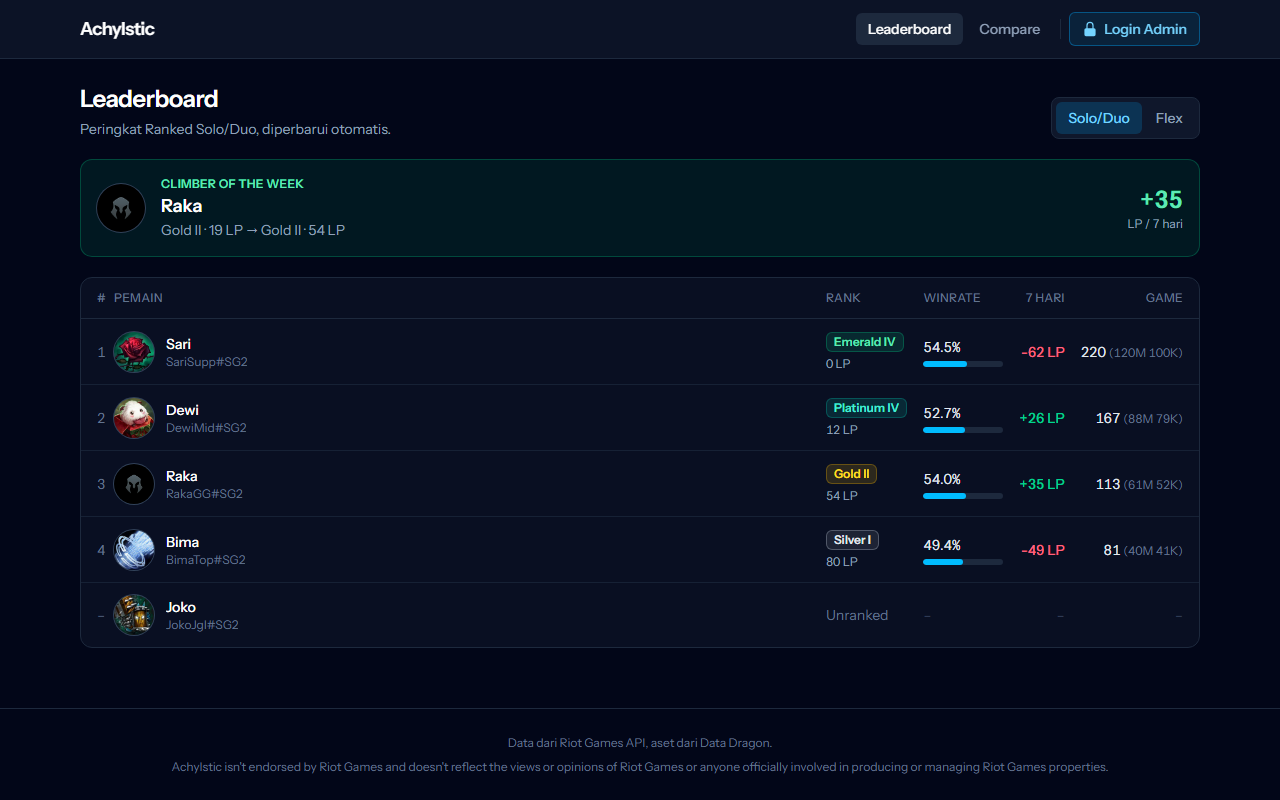 Achylstic
Leaderboard
Compare
Login Admin
Leaderboard
Peringkat Ranked Solo/Duo, diperbarui otomatis.
Solo/Duo
Flex
CLIMBER OF THE WEEK
Raka
Gold II · 19 LP → Gold II · 54 LP
+35
LP / 7 hari
# PEMAIN RANK WINRATE 7 HARI GAME
1 Sari Emerald IV 54.5% -62 LP 220 (120M 100K)
SariSupp#SG2 0 LP
2 Dewi Platinum IV 52.7% +26 LP 167 (88M 79K)
DewiMid#SG2 12 LP
3 Raka Gold II 54.0% +35 LP 113 (61M 52K)
RakaGG#SG2 54 LP
4 Bima Silver I 49.4% -49 LP 81 (40M 41K)
BimaTop#SG2 80 LP
– Joko Unranked – – –
JokoJgl#SG2
Data dari Riot Games API, aset dari Data Dragon.
Achylstic isn't endorsed by Riot Games and doesn't reflect the views or opinions of Riot Games or anyone officially involved in producing or managing Riot Games properties.